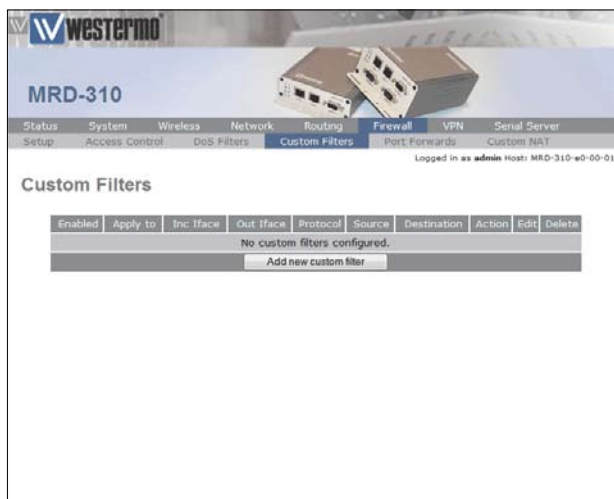 westermo
MRD-310
Status System Wireless Network Routing Firewall VPN Serial Server
Setup Access Control DoS Filters Custom Filters Port Forwards Custom NAT
Logged in as admin Host: MRD-310-e0-00-01
Custom Filters
Enabled Apply to Inc Iface Out Iface Protocol Source Destination Action Edit Delete
No custom filters configured.
Add new custom filter